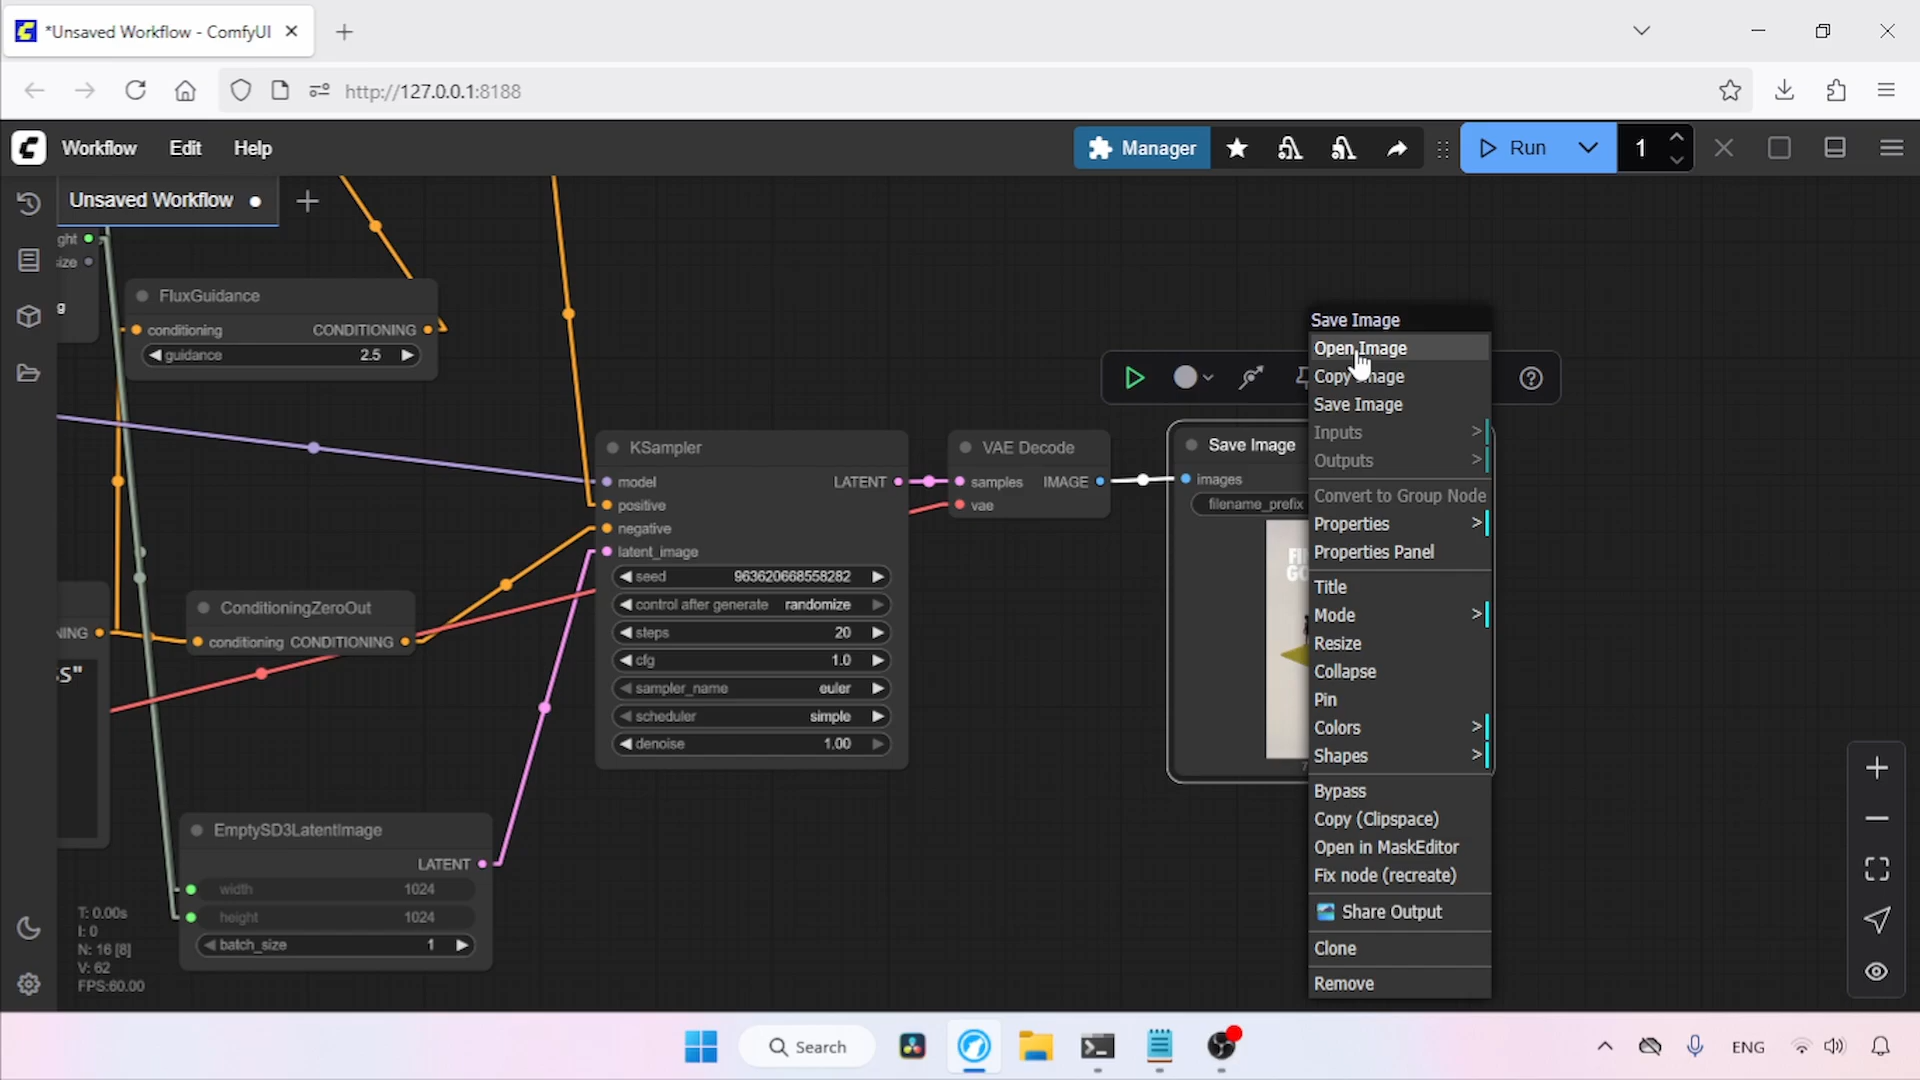 *Unsaved Workflow - ComfyUI
http://127.0.0.1:8188
Workflow
Edit
Help
Manager
Run
1
Unsaved Workflow
ght
size
g
FluxGuidance
conditioning
CONDITIONING
guidance
2.5
KSampler
model
LATENT
positive
negative
latent_image
seed
963620668558282
control after generate
randomize
steps
20
cfg
1.0
sampler_name
euler
scheduler
simple
denoise
1.00
VAE Decode
samples
IMAGE
vae
Save Image
images
filename_prefix
FI
GO
Save Image
Open Image
Copy Image
Save Image
Inputs >
Outputs >
Convert to Group Node
Properties >
Properties Panel
Title
Mode >
Resize
Collapse
Pin
Colors >
Shapes >
Bypass
Copy (Clipspace)
Open in MaskEditor
Fix node (recreate)
Share Output
Clone
Remove
NING
S"
ConditioningZeroOut
conditioning
CONDITIONING
EmptySD3LatentImage
LATENT
width
1024
height
1024
batch_size
1
T: 0.00s
I: 0
N: 16 [8]
V: 62
FPS:60.00
Search
ENG